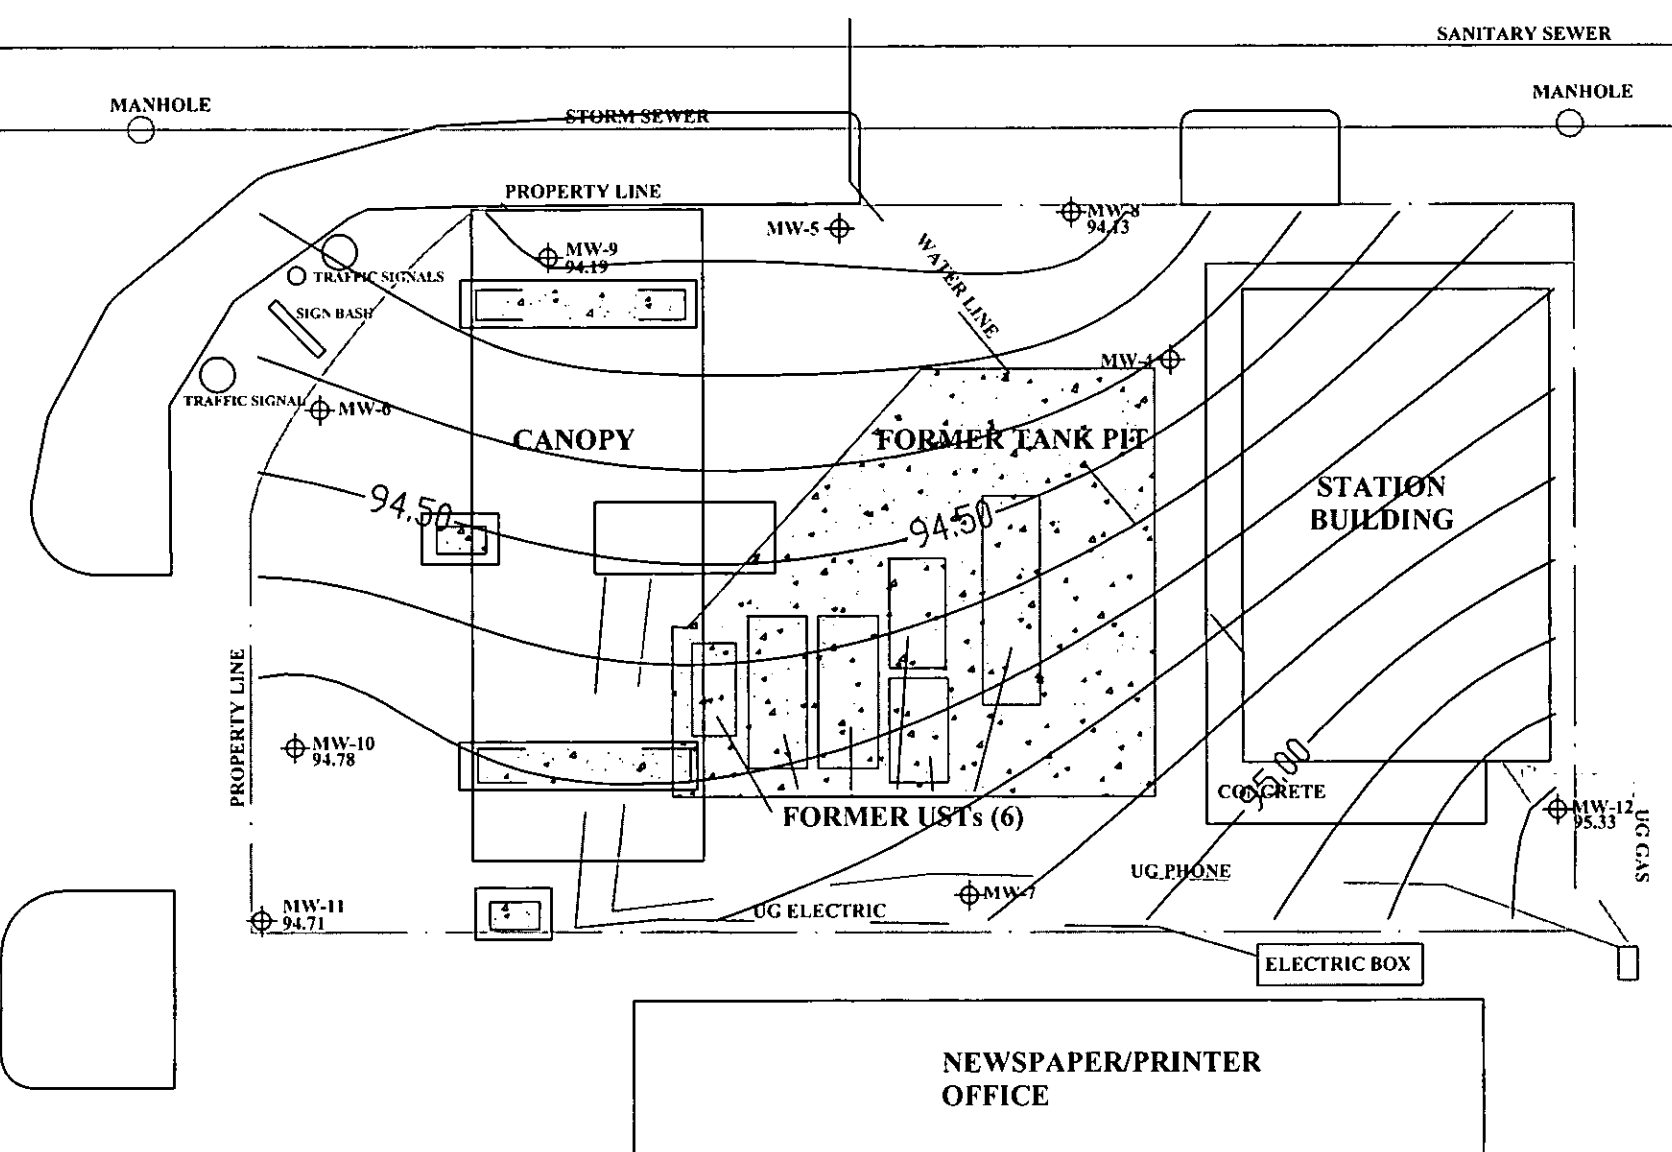 SANITARY SEWER
MANHOLE
MANHOLE
STORM SEWER
PROPERTY LINE
MW-5
MW-8
94.13
MW-9
94.19
WATER LINE
TRAFFIC SIGNALS
SIGN BASE
MW-4
TRAFFIC SIGNAL
MW-6
CANOPY
FORMER TANK PIT
94.50
94.50
STATION
BUILDING
PROPERTY LINE
MW-10
94.78
95.00
CONCRETE
MW-12
95.33
FORMER USTs (6)
UG GAS
UG PHONE
MW-7
MW-11
94.71
UG ELECTRIC
ELECTRIC BOX
NEWSPAPER/PRINTER
OFFICE